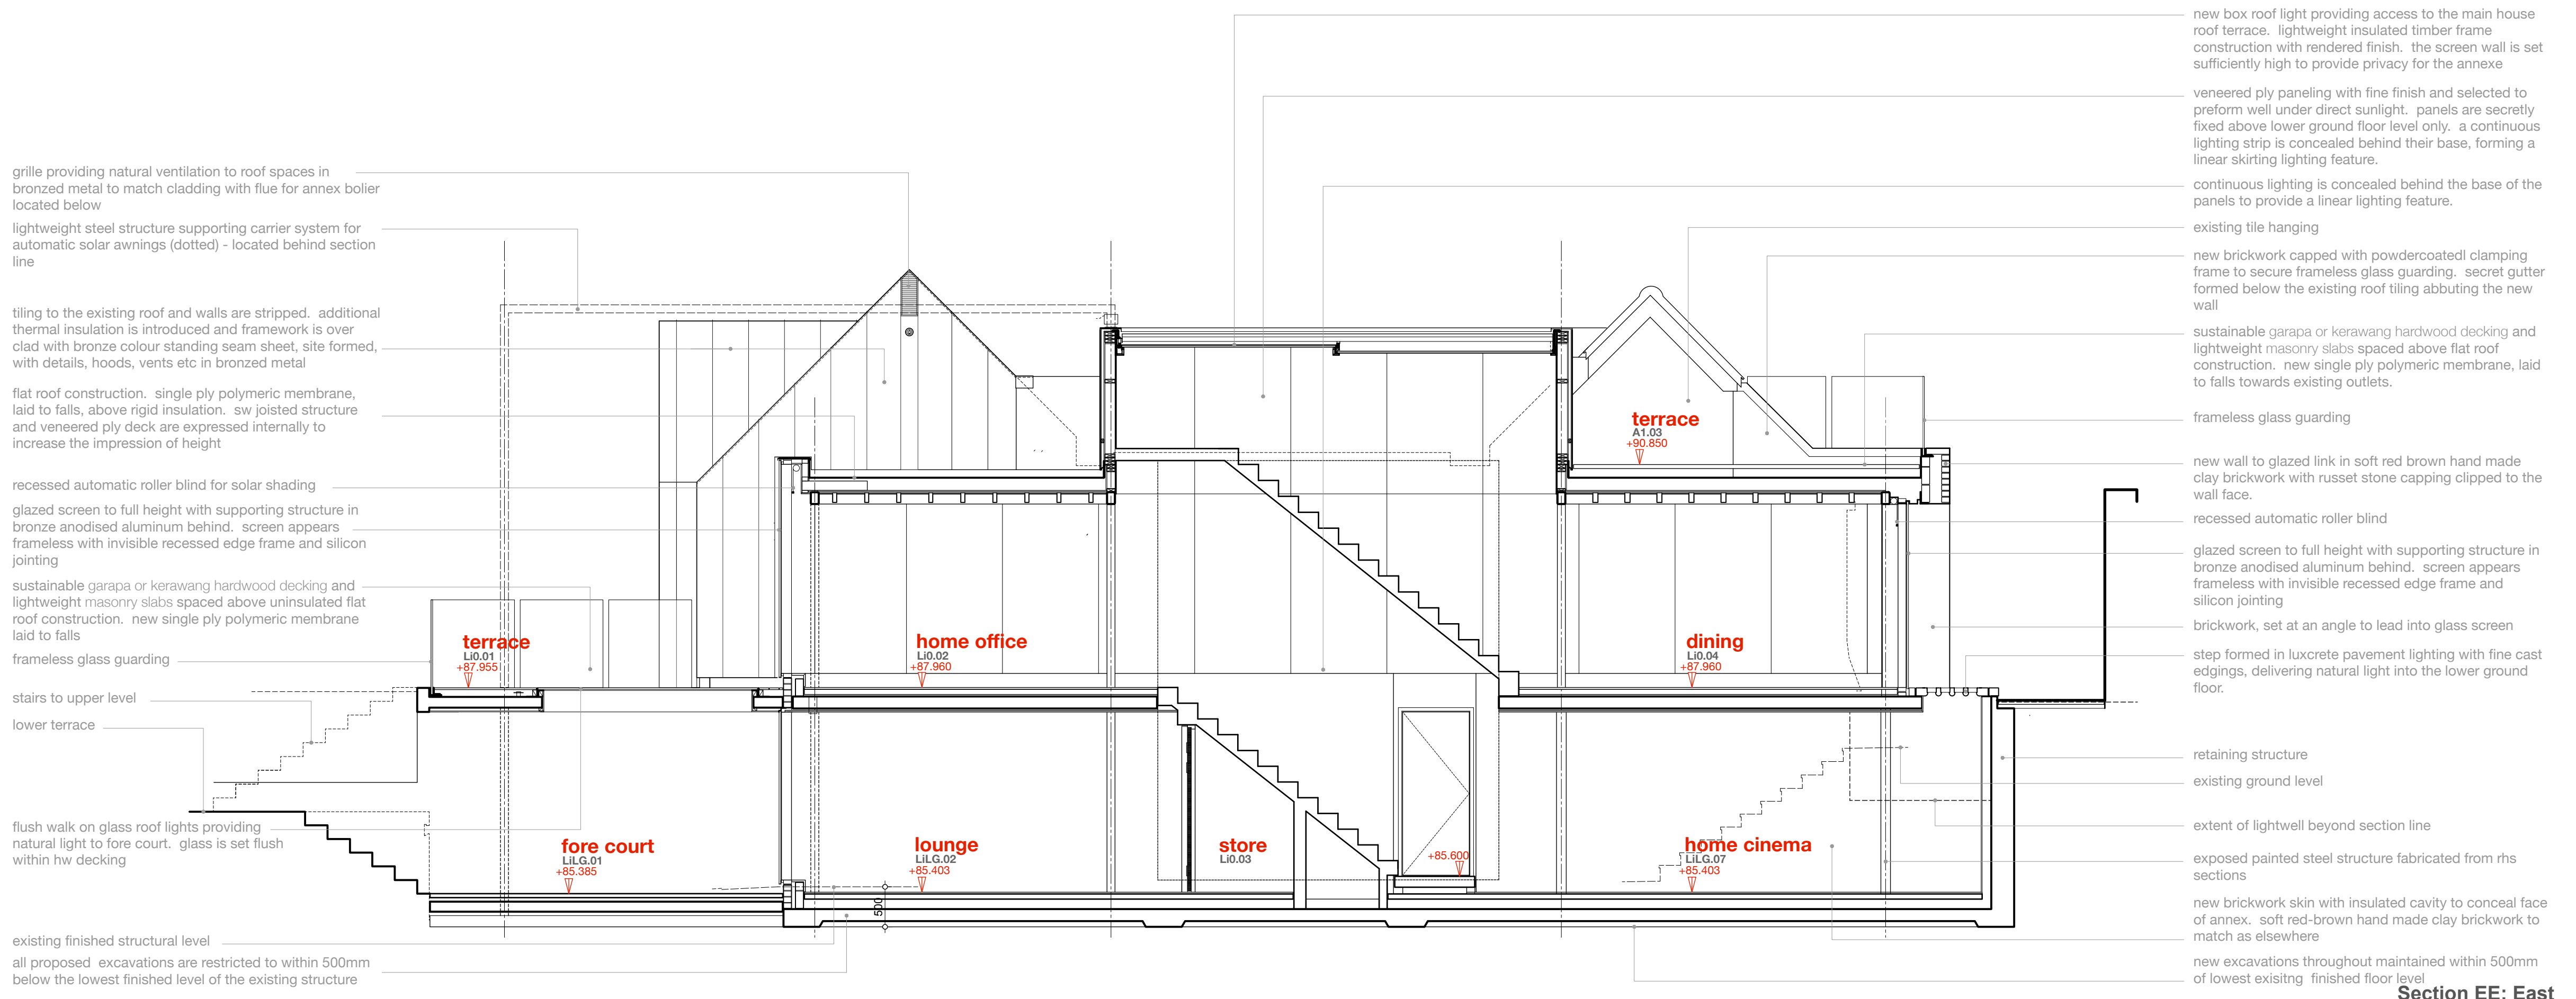 grille providing natural ventilation to roof spaces in
bronzed metal to match cladding with flue for annex bolier
located below
lightweight steel structure supporting carrier system for
automatic solar awnings (dotted) - located behind section
line
tiling to the existing roof and walls are stripped. additional
thermal insulation is introduced and framework is over
clad with bronze colour standing seam sheet, site formed,
with details, hoods, vents etc in bronzed metal
flat roof construction. single ply polymeric membrane,
laid to falls, above rigid insulation. sw joisted structure
and veneered ply deck are expressed internally to
increase the impression of height
recessed automatic roller blind for solar shading
glazed screen to full height with supporting structure in
bronze anodised aluminum behind. screen appears
frameless with invisible recessed edge frame and silicon
jointing
sustainable garapa or kerawang hardwood decking and
lightweight masonry slabs spaced above uninsulated flat
roof construction. new single ply polymeric membrane
laid to falls
frameless glass guarding
stairs to upper level
lower terrace
flush walk on glass roof lights providing
natural light to fore court. glass is set flush
within hw decking
existing finished structural level
all proposed excavations are restricted to within 500mm
below the lowest finished level of the existing structure
terrace
Li0.01
+87.955
home office
Li0.02
+87.960
dining
Li0.04
+87.960
terrace
A1.03
+90.850
fore court
LiLG.01
+85.385
lounge
LiLG.02
+85.403
store
Li0.03
+85.600
home cinema
LiLG.07
+85.403
500
new box roof light providing access to the main house
roof terrace. lightweight insulated timber frame
construction with rendered finish. the screen wall is set
sufficiently high to provide privacy for the annexe
veneered ply paneling with fine finish and selected to
preform well under direct sunlight. panels are secretly
fixed above lower ground floor level only. a continuous
lighting strip is concealed behind their base, forming a
linear skirting lighting feature.
continuous lighting is concealed behind the base of the
panels to provide a linear lighting feature.
existing tile hanging
new brickwork capped with powdercoatedl clamping
frame to secure frameless glass guarding. secret gutter
formed below the existing roof tiling abbuting the new
wall
sustainable garapa or kerawang hardwood decking and
lightweight masonry slabs spaced above flat roof
construction. new single ply polymeric membrane, laid
to falls towards existing outlets.
frameless glass guarding
new wall to glazed link in soft red brown hand made
clay brickwork with russet stone capping clipped to the
wall face.
recessed automatic roller blind
glazed screen to full height with supporting structure in
bronze anodised aluminum behind. screen appears
frameless with invisible recessed edge frame and
silicon jointing
brickwork, set at an angle to lead into glass screen
step formed in luxcrete pavement lighting with fine cast
edgings, delivering natural light into the lower ground
floor.
retaining structure
existing ground level
extent of lightwell beyond section line
exposed painted steel structure fabricated from rhs
sections
new brickwork skin with insulated cavity to conceal face
of annex. soft red-brown hand made clay brickwork to
match as elsewhere
new excavations throughout maintained within 500mm
of lowest exisitng finished floor level
Section EE: East